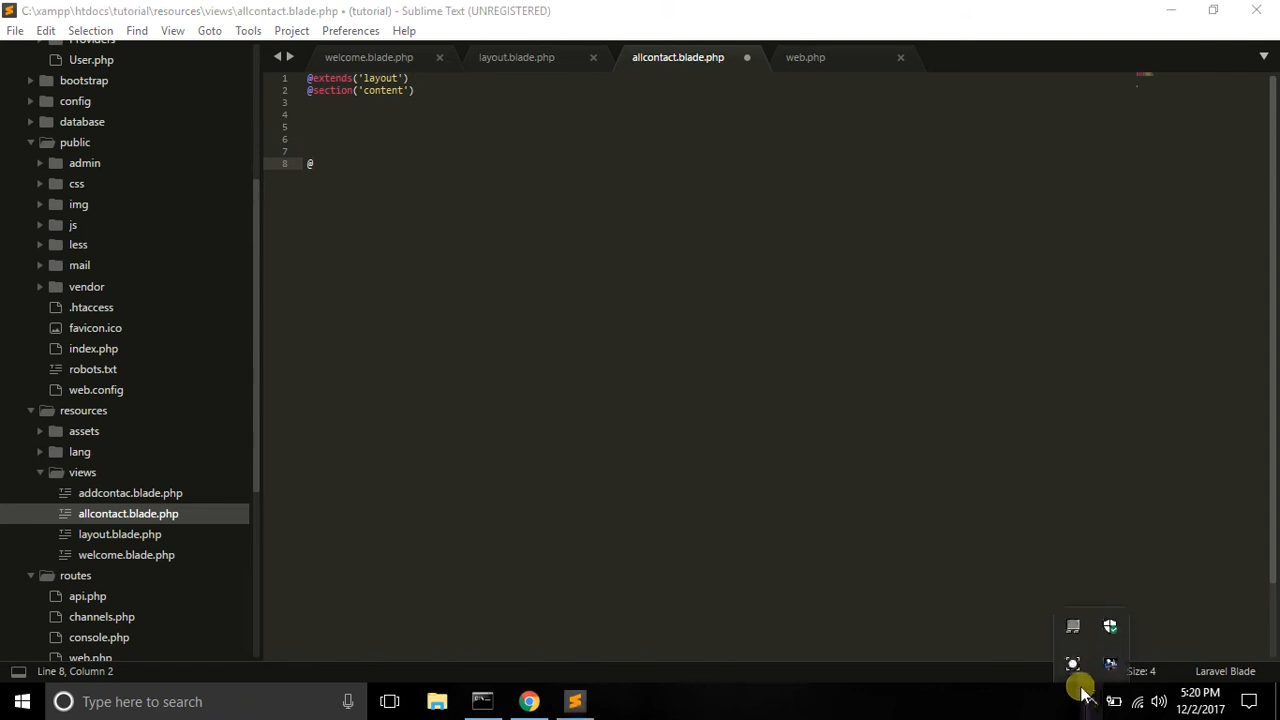 C:\xampp\htdocs\tutorial\resources\views\allcontact.blade.php • (tutorial) - Sublime Text (UNREGISTERED)
File Edit Selection Find View Goto Tools Project Preferences Help
welcome.blade.php
layout.blade.php
allcontact.blade.php
web.php
Providers
User.php
bootstrap
config
database
public
admin
css
img
js
less
mail
vendor
.htaccess
favicon.ico
index.php
robots.txt
web.config
resources
assets
lang
views
addcontac.blade.php
allcontact.blade.php
layout.blade.php
welcome.blade.php
routes
api.php
channels.php
console.php
web.php
1 @extends('layout')
2 @section('content')
3
4
5
6
7
8 @
Line 8, Column 2
Size: 4
Laravel Blade
Type here to search
5:20 PM
12/2/2017